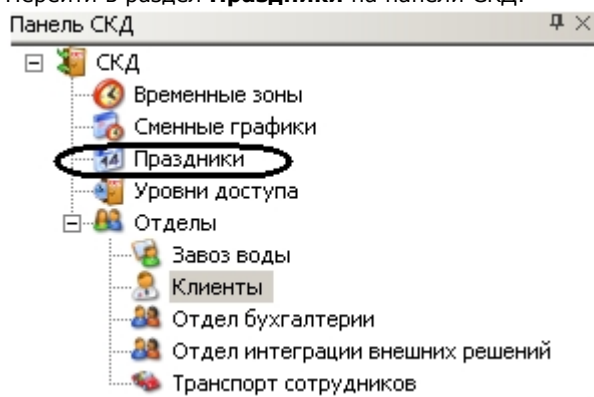 Перейти в раздел Праздники на панели СКД.
Панель СКД
СКД
Временные зоны
Сменные графики
Праздники
Уровни доступа
Отделы
Завоз воды
Клиенты
Отдел бухгалтерии
Отдел интеграции внешних решений
Транспорт сотрудников